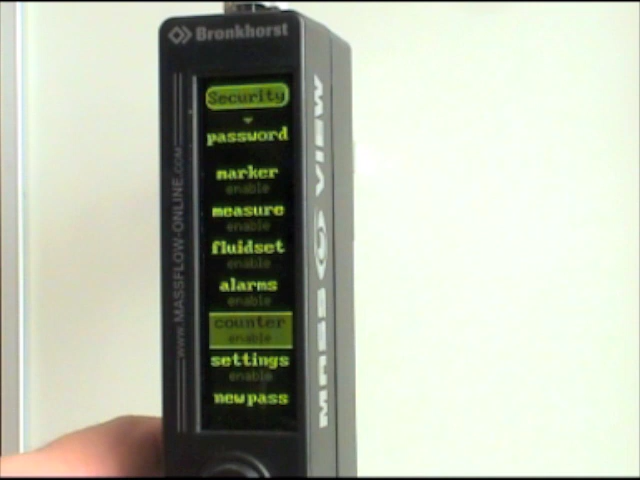 Bronkhorst
Security
password
marker
enable
measure
enable
fluidset
enable
alarms
enable
counter
enable
settings
enable
newpass
www.MASSFLOW-ONLINE.COM
MASS VIEW